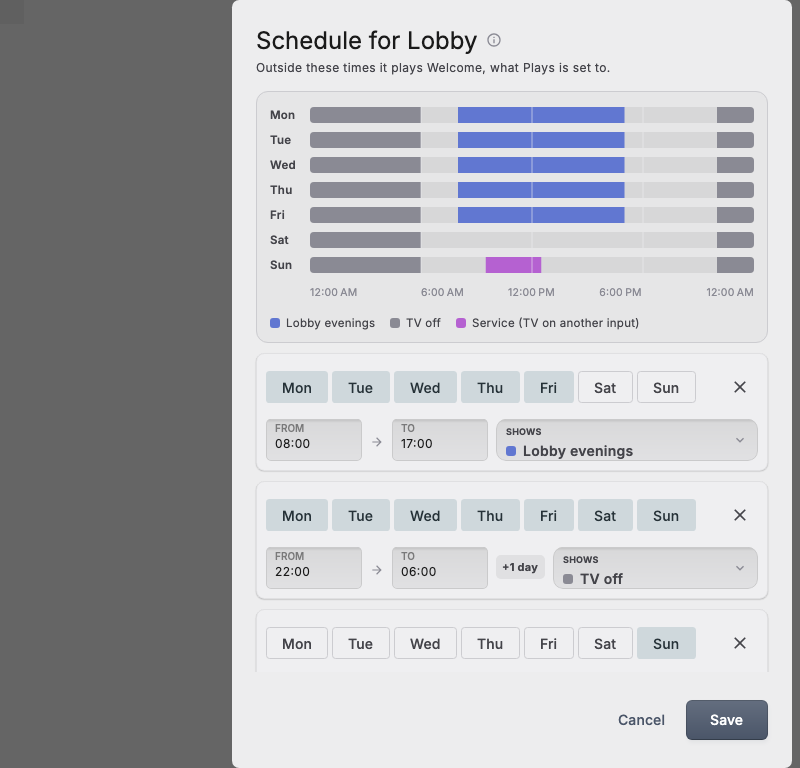 Schedule for Lobby
Outside these times it plays Welcome, what Plays is set to.
Mon
Tue
Wed
Thu
Fri
Sat
Sun
12:00 AM 6:00 AM 12:00 PM 6:00 PM 12:00 AM
Lobby evenings TV off Service (TV on another input)
Mon Tue Wed Thu Fri Sat Sun
FROM TO SHOWS
08:00 → 17:00 Lobby evenings
Mon Tue Wed Thu Fri Sat Sun
FROM TO SHOWS
22:00 → 06:00 +1 day TV off
Mon Tue Wed Thu Fri Sat Sun
Cancel Save